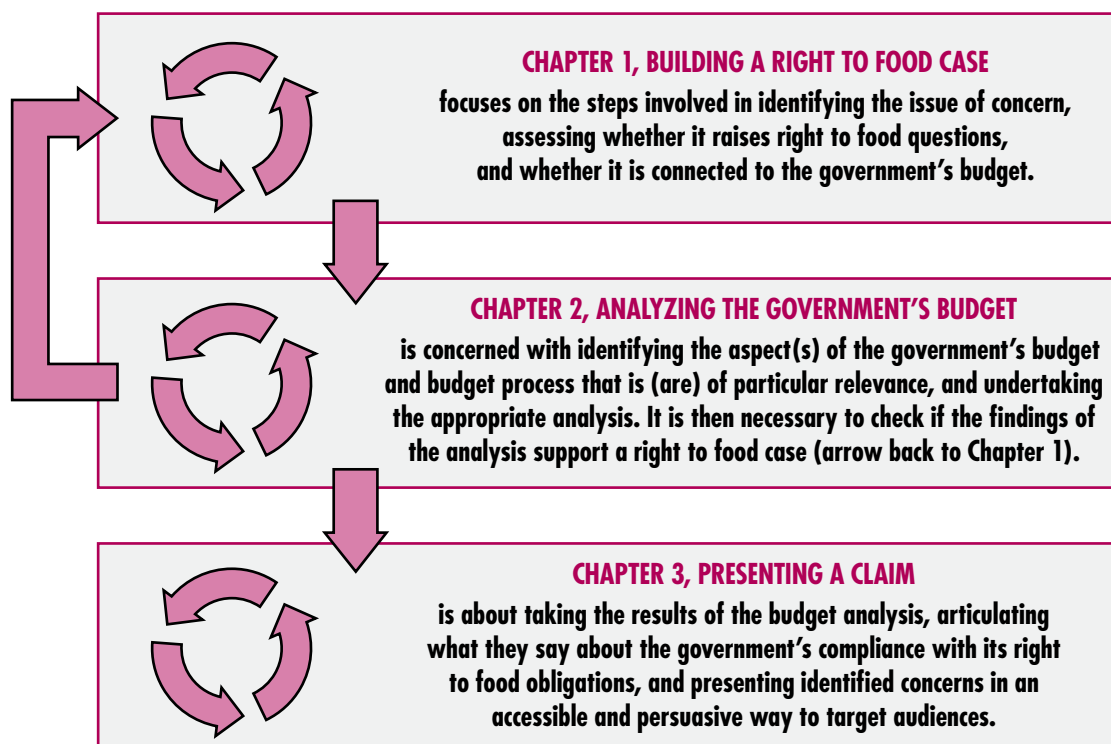 CHAPTER 1, BUILDING A RIGHT TO FOOD CASE
focuses on the steps involved in identifying the issue of concern,
assessing whether it raises right to food questions,
and whether it is connected to the government’s budget.
CHAPTER 2, ANALYZING THE GOVERNMENT’S BUDGET
is concerned with identifying the aspect(s) of the government’s budget
and budget process that is (are) of particular relevance, and undertaking
the appropriate analysis. It is then necessary to check if the findings of
the analysis support a right to food case (arrow back to Chapter 1).
CHAPTER 3, PRESENTING A CLAIM
is about taking the results of the budget analysis, articulating
what they say about the government’s compliance with its right
to food obligations, and presenting identified concerns in an
accessible and persuasive way to target audiences.